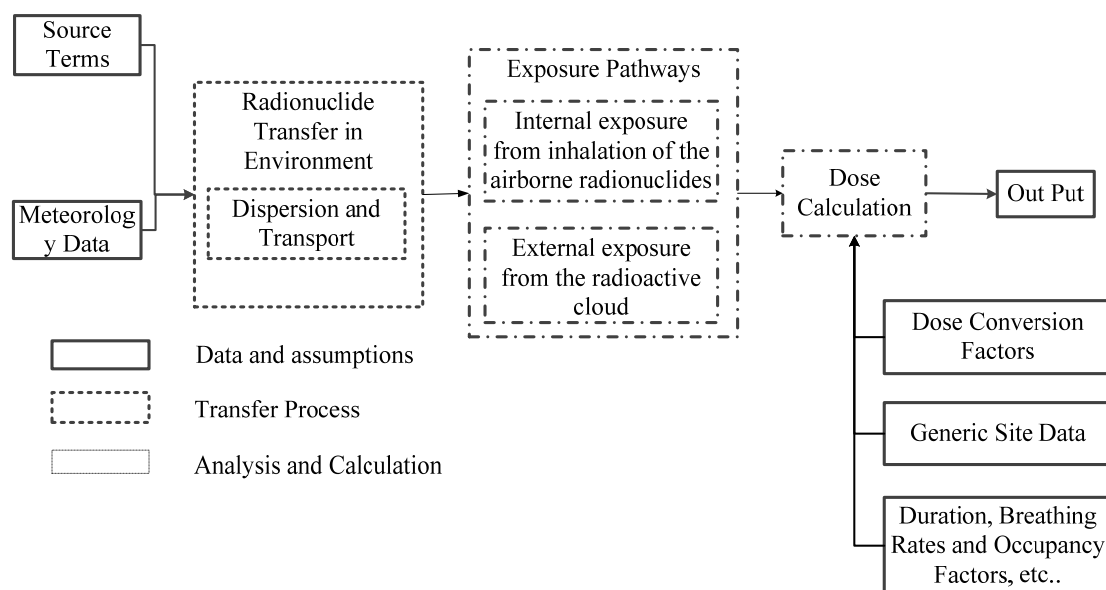 Source
Terms
Meteorolog
y Data
Radionuclide
Transfer in
Environment
Dispersion and
Transport
Exposure Pathways
Internal exposure
from inhalation of the
airborne radionuclides
External exposure
from the radioactive
cloud
Dose
Calculation
Out Put
Dose Conversion
Factors
Generic Site Data
Duration, Breathing
Rates and Occupancy
Factors, etc..
Data and assumptions
Transfer Process
Analysis and Calculation